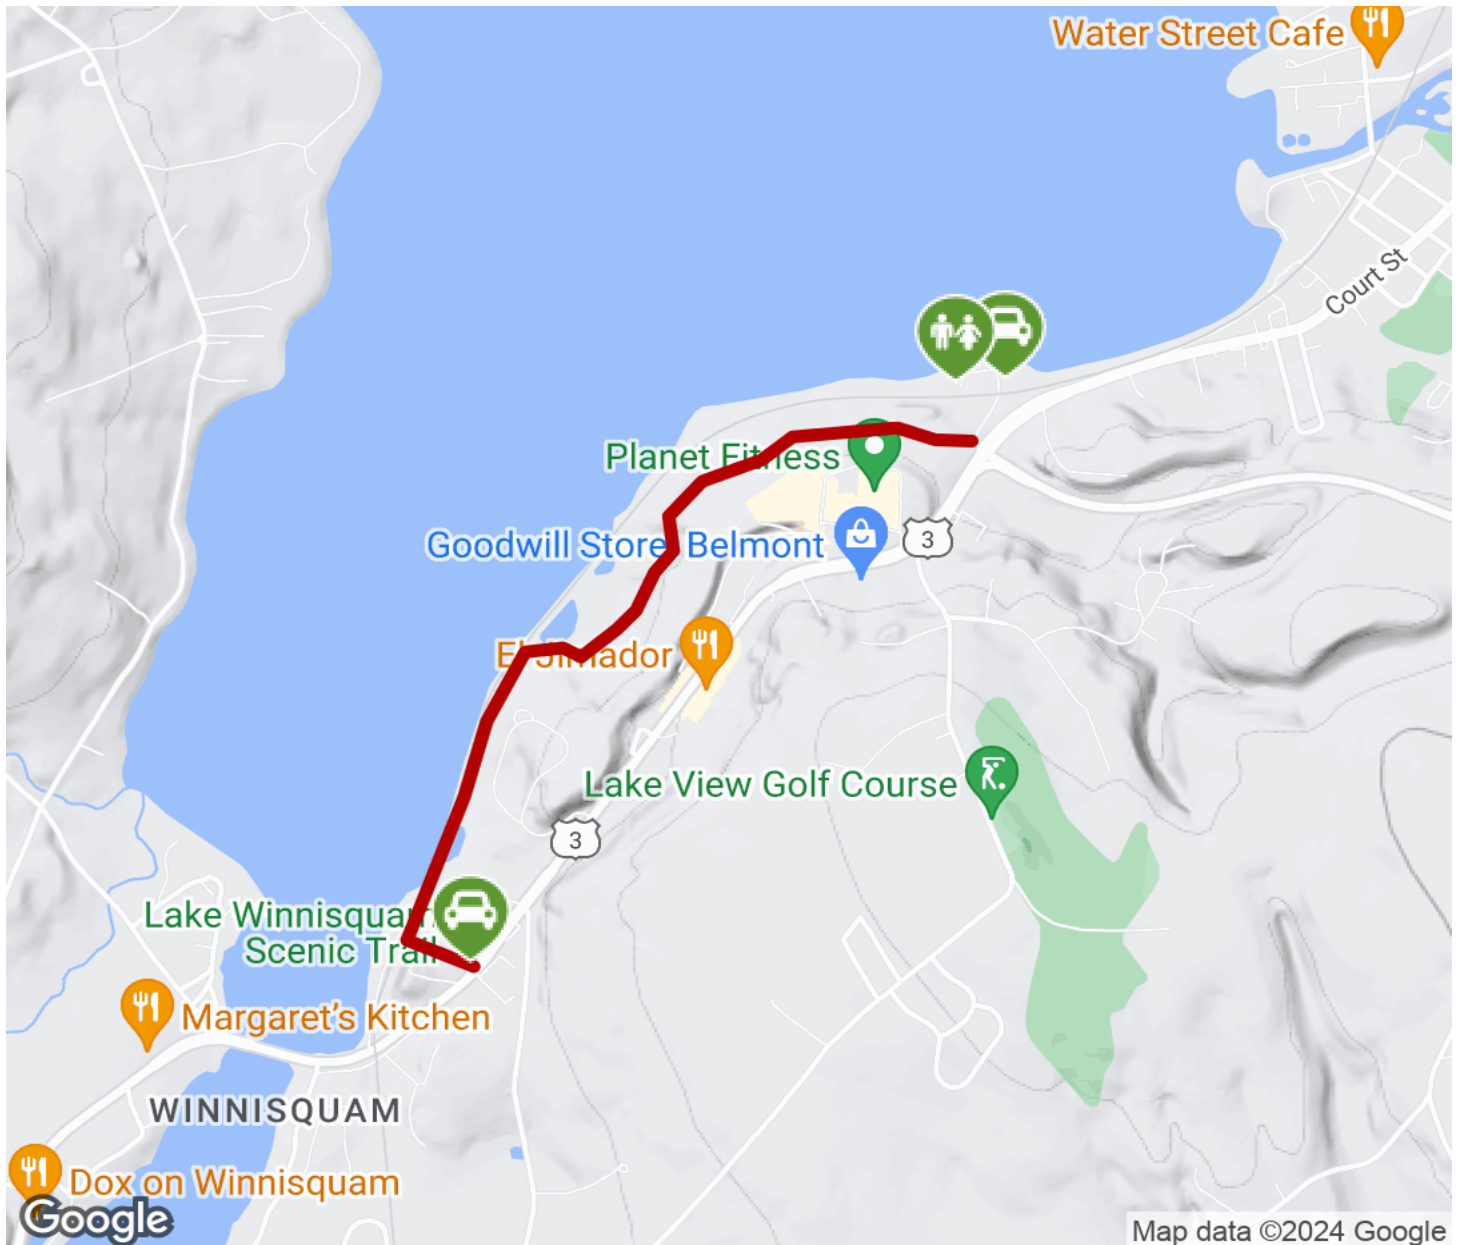 Water Street Cafe
Court St
Planet Fitness
Goodwill Store, Belmont
3
El Jimador
Lake View Golf Course
3
Lake Winnisquam
Scenic Trail
Margaret's Kitchen
WINNISQUAM
Dox on Winnisquam
Google
Map data ©2024 Google